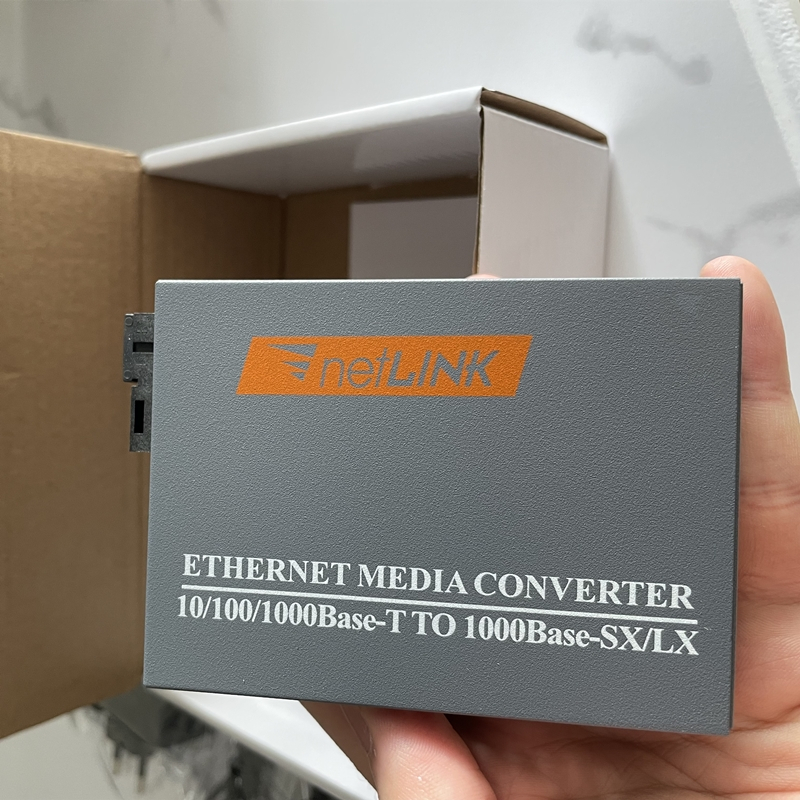 netLINK
ETHERNET MEDIA CONVERTER
10/100/1000Base-T TO 1000Base-SX/LX